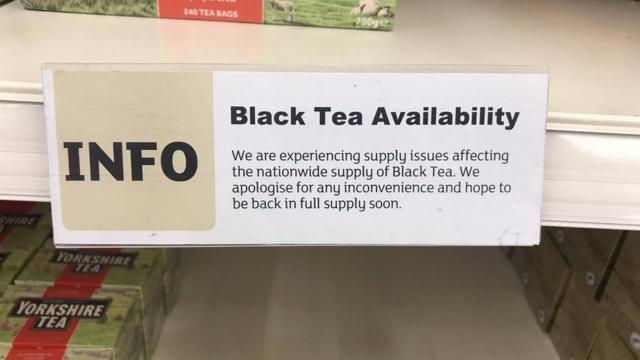 240 TEA BAGS
750g
INFO
Black Tea Availability
We are experiencing supply issues affecting
the nationwide supply of Black Tea. We
apologise for any inconvenience and hope to
be back in full supply soon.
YORKSHIRE
TEA
YORKSHIRE
TEA